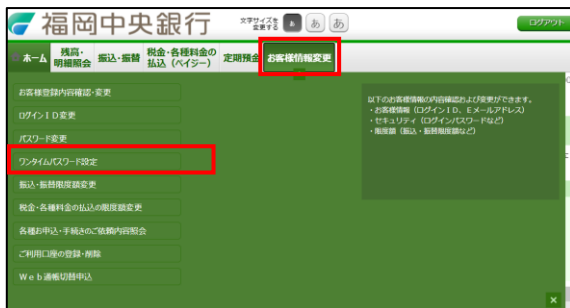 福岡中央銀行
文字サイズを
変更する
あ
あ
あ
ログアウト
ホーム
残高・
明細照会
振込・振替
税金・各種料金の
払込（ペイジー）
定期預金
お客様情報変更
お客様登録内容確認・変更
ログインＩＤ変更
パスワード変更
ワンタイムパスワード設定
振込・振替限度額変更
税金・各種料金の払込の限度額変更
各種お申込・手続きのご依頼内容照会
ご利用口座の登録・削除
Ｗｅｂ通帳切替申込
以下のお客様情報の内容確認および変更ができます。
・お客様情報（ログインＩＤ、Ｅメールアドレス）
・セキュリティ（ログインパスワードなど）
・限度額（振込・振替限度額など）
×